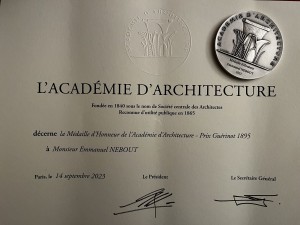 ACADÉMIE D'ARCHITECTURE
L'ACADÉMIE D'ARCHITECTURE
Fondée en 1840 sous le nom de Société centrale des Architectes
Reconnue d'utilité publique en 1865
décerne la Médaille d'Honneur de l'Académie d'Architecture - Prix Guérinot 1895
à Monsieur Emmanuel NEBOUT
Paris, le 14 septembre 2023
Le Président
Le Secrétaire Général